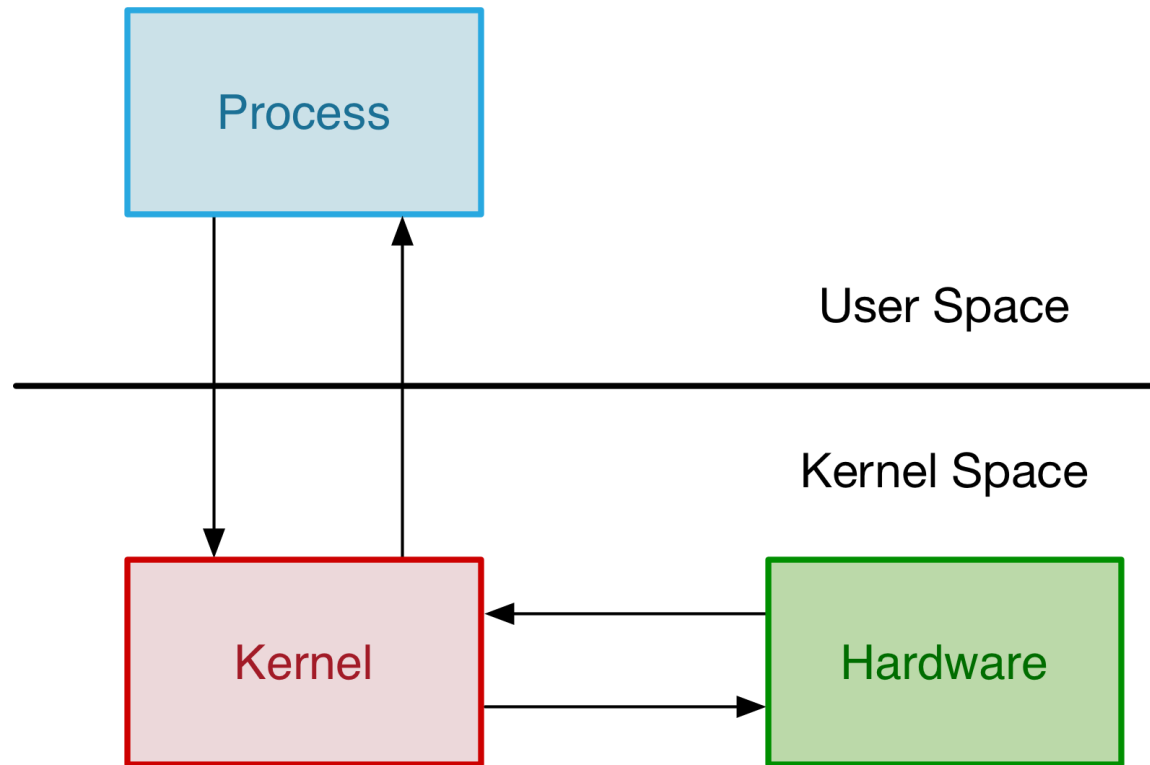 Process
User Space
Kernel Space
Kernel
Hardware